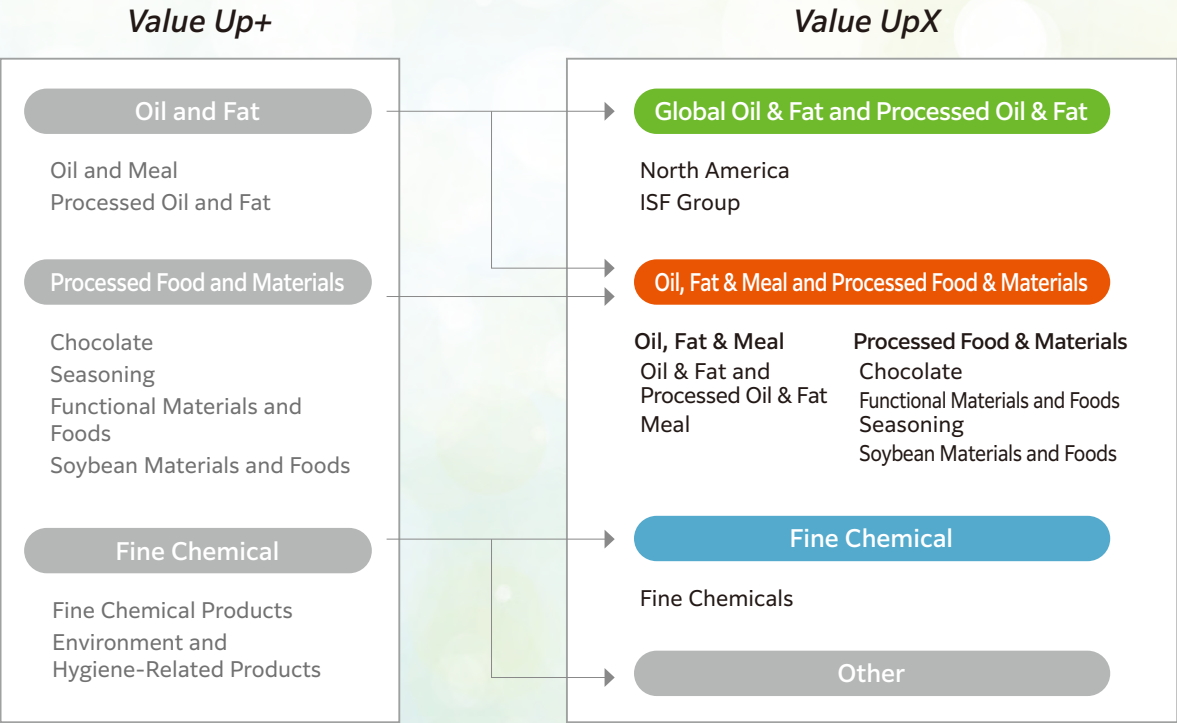 Value Up+
Oil and Fat
Oil and Meal
Processed Oil and Fat
Processed Food and Materials
Chocolate
Seasoning
Functional Materials and
Foods
Soybean Materials and Foods
Fine Chemical
Fine Chemical Products
Environment and
Hygiene-Related Products
Value UpX
Global Oil & Fat and Processed Oil & Fat
North America
ISF Group
Oil, Fat & Meal and Processed Food & Materials
Oil, Fat & Meal
Oil & Fat and
Processed Oil & Fat
Meal
Processed Food & Materials
Chocolate
Functional Materials and Foods
Seasoning
Soybean Materials and Foods
Fine Chemical
Fine Chemicals
Other